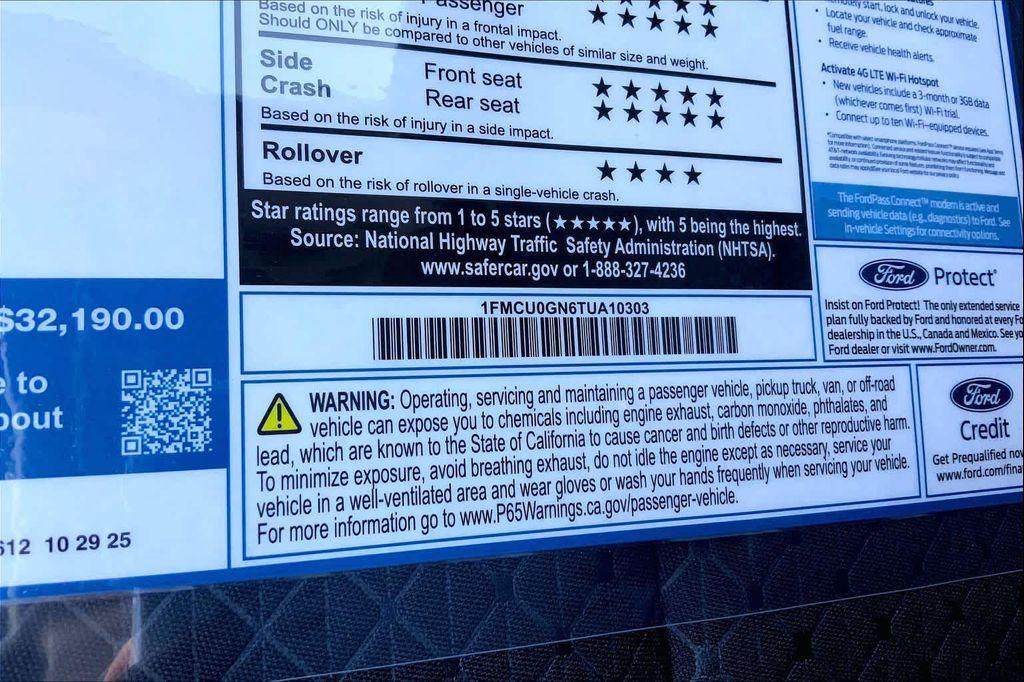 Passenger
Based on the risk of injury in a frontal impact.
Should ONLY be compared to other vehicles of similar size and weight.
★★★★★
Side
Crash
Front seat ★★★★★
Rear seat ★★★★★
Based on the risk of injury in a side impact.
Rollover ★★★★
Based on the risk of rollover in a single-vehicle crash.
Star ratings range from 1 to 5 stars (★★★★★), with 5 being the highest.
Source: National Highway Traffic Safety Administration (NHTSA).
www.safercar.gov or 1-888-327-4236
1FMCU0GN6TUA10303
WARNING: Operating, servicing and maintaining a passenger vehicle, pickup truck, van, or off-road
vehicle can expose you to chemicals including engine exhaust, carbon monoxide, phthalates, and
lead, which are known to the State of California to cause cancer and birth defects or other reproductive harm.
To minimize exposure, avoid breathing exhaust, do not idle the engine except as necessary, service your
vehicle in a well-ventilated area and wear gloves or wash your hands frequently when servicing your vehicle.
For more information go to www.P65Warnings.ca.gov/passenger-vehicle.
$32,190.00
to
612 10 29 25
start, lock and unlock your vehicle.
• Locate your vehicle and check approximate
fuel range.
• Receive vehicle health alerts.
Activate 4G LTE Wi-Fi Hotspot
• New vehicles include a 3-month or 3GB data
(whichever comes first) Wi-Fi trial.
• Connect up to ten Wi-Fi-equipped devices.
The FordPass Connect™ modem is active and
sending vehicle data (e.g., diagnostics) to Ford. See
in-vehicle Settings for connectivity options.
Ford Protect®
Insist on Ford Protect! The only extended service
plan fully backed by Ford and honored at every Fo
dealership in the U.S., Canada and Mexico. See yo
Ford dealer or visit www.FordOwner.com.
Ford
Credit
Get Prequalified now
www.ford.com/fina